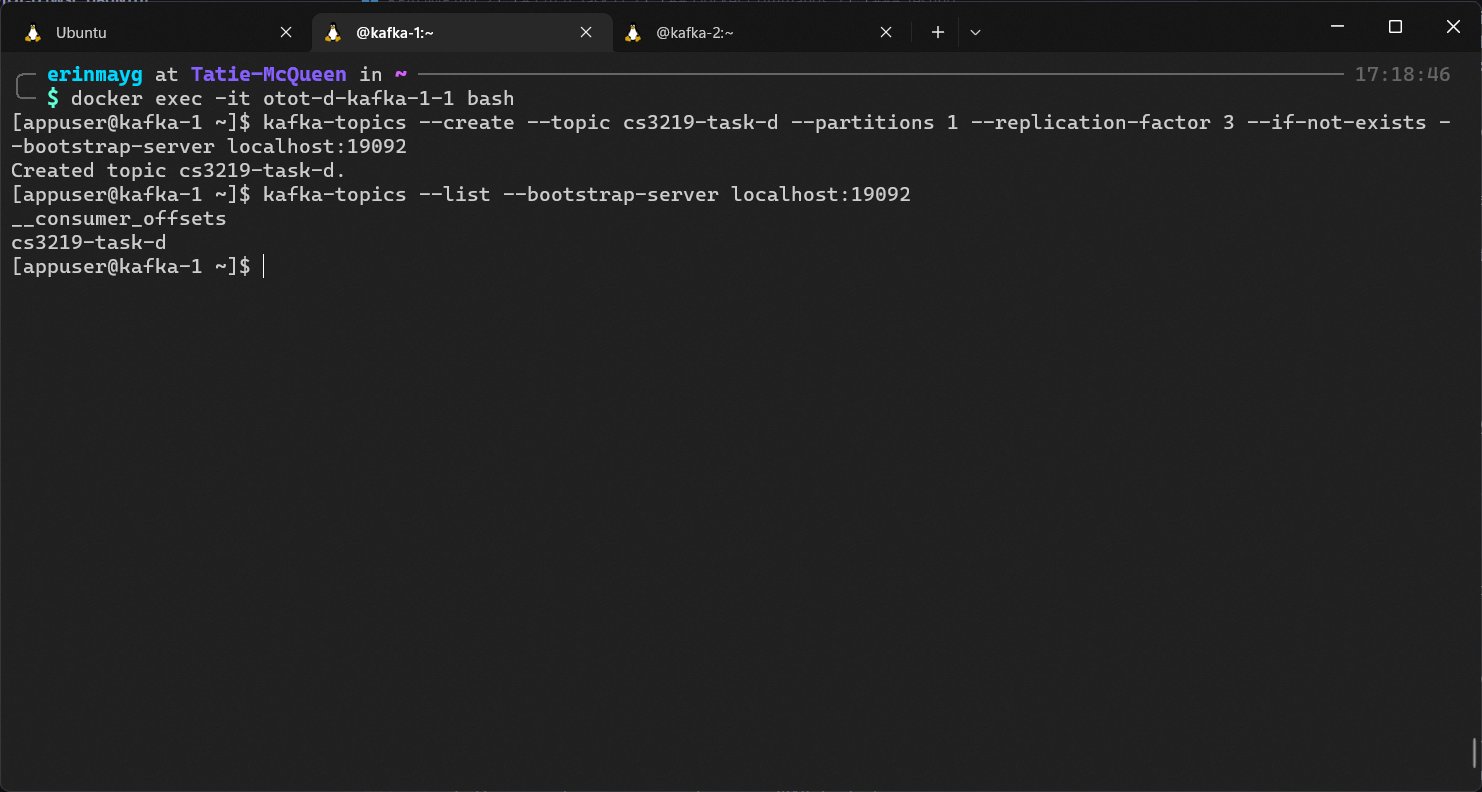 Ubuntu
@kafka-1:~
@kafka-2:~
erinmayg at Tatie-McQueen in ~ 17:18:46
$ docker exec -it otot-d-kafka-1-1 bash
[appuser@kafka-1 ~]$ kafka-topics --create --topic cs3219-task-d --partitions 1 --replication-factor 3 --if-not-exists -
-bootstrap-server localhost:19092
Created topic cs3219-task-d.
[appuser@kafka-1 ~]$ kafka-topics --list --bootstrap-server localhost:19092
__consumer_offsets
cs3219-task-d
[appuser@kafka-1 ~]$